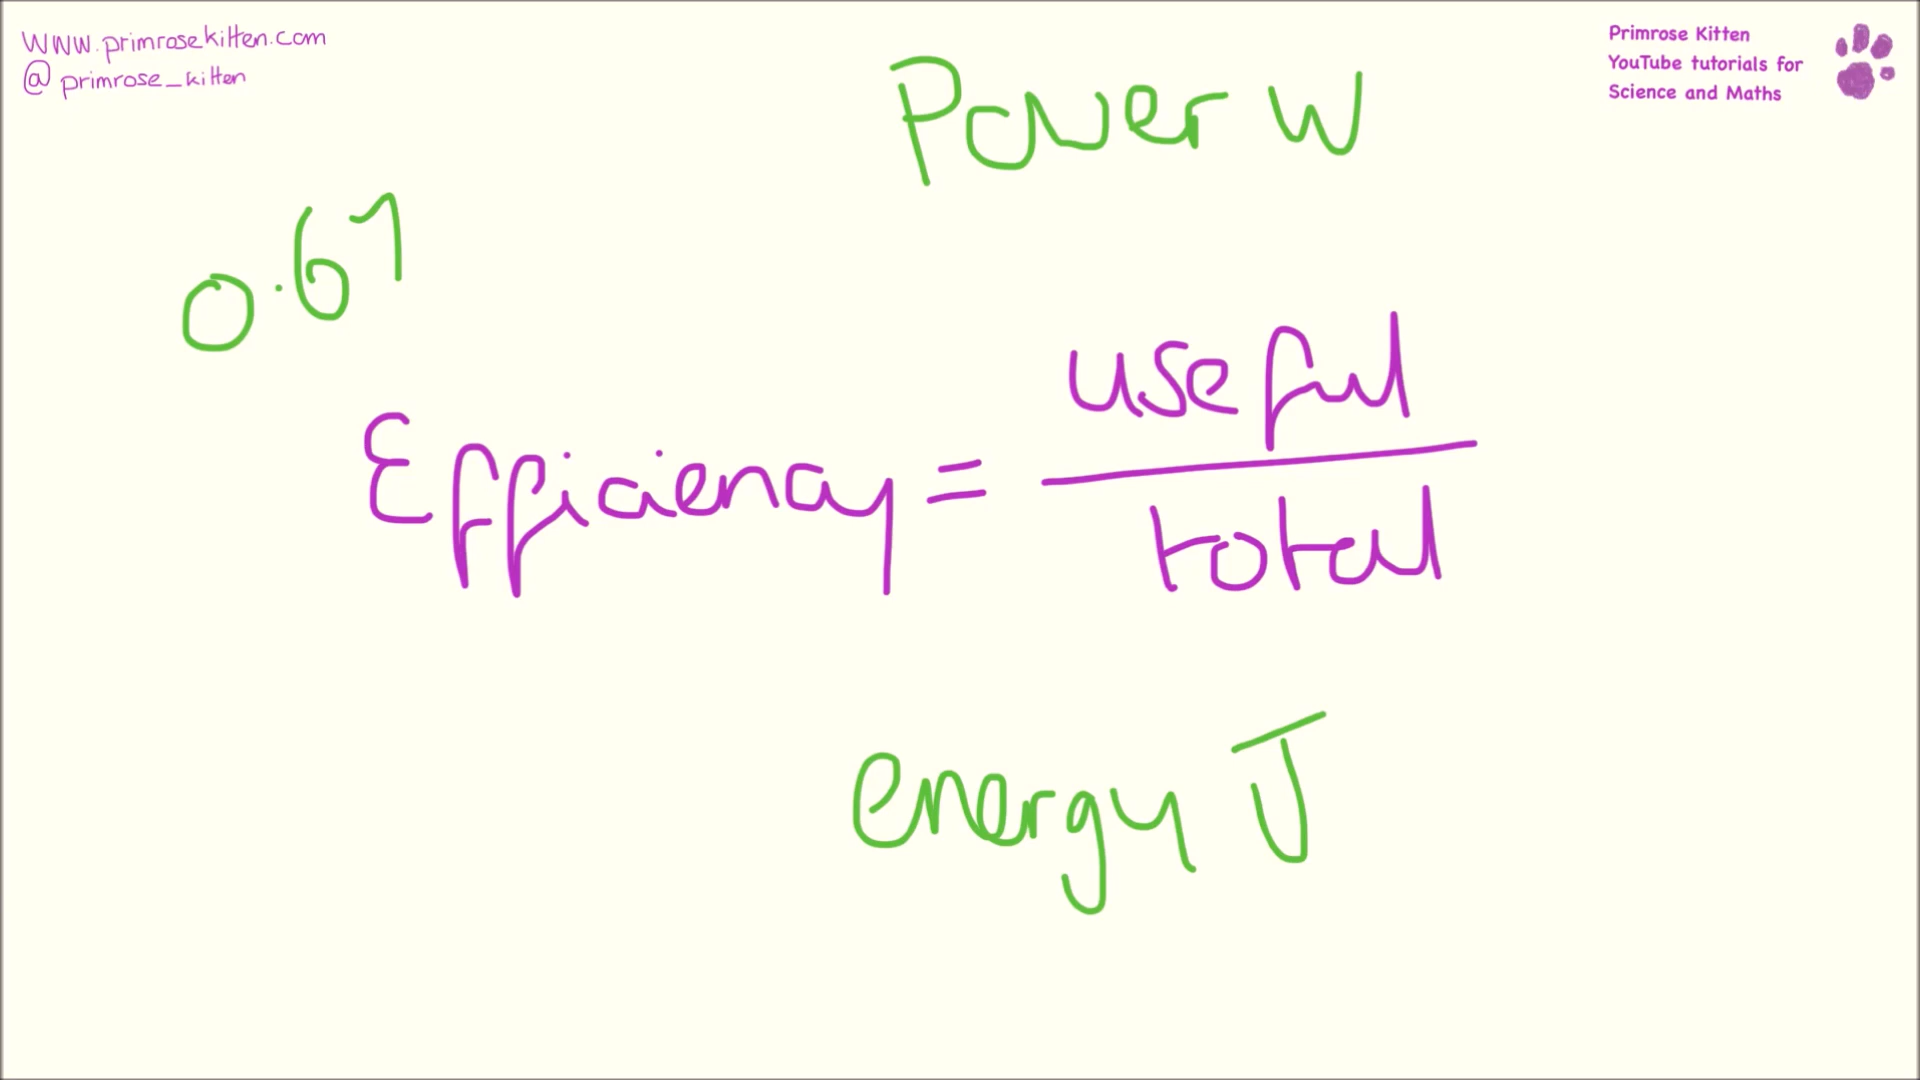 www.primrosekitten.com
@primrose_kitten
Primrose Kitten
YouTube tutorials for
Science and Maths
Power W
0.67
Efficiency = useful
total
energy J